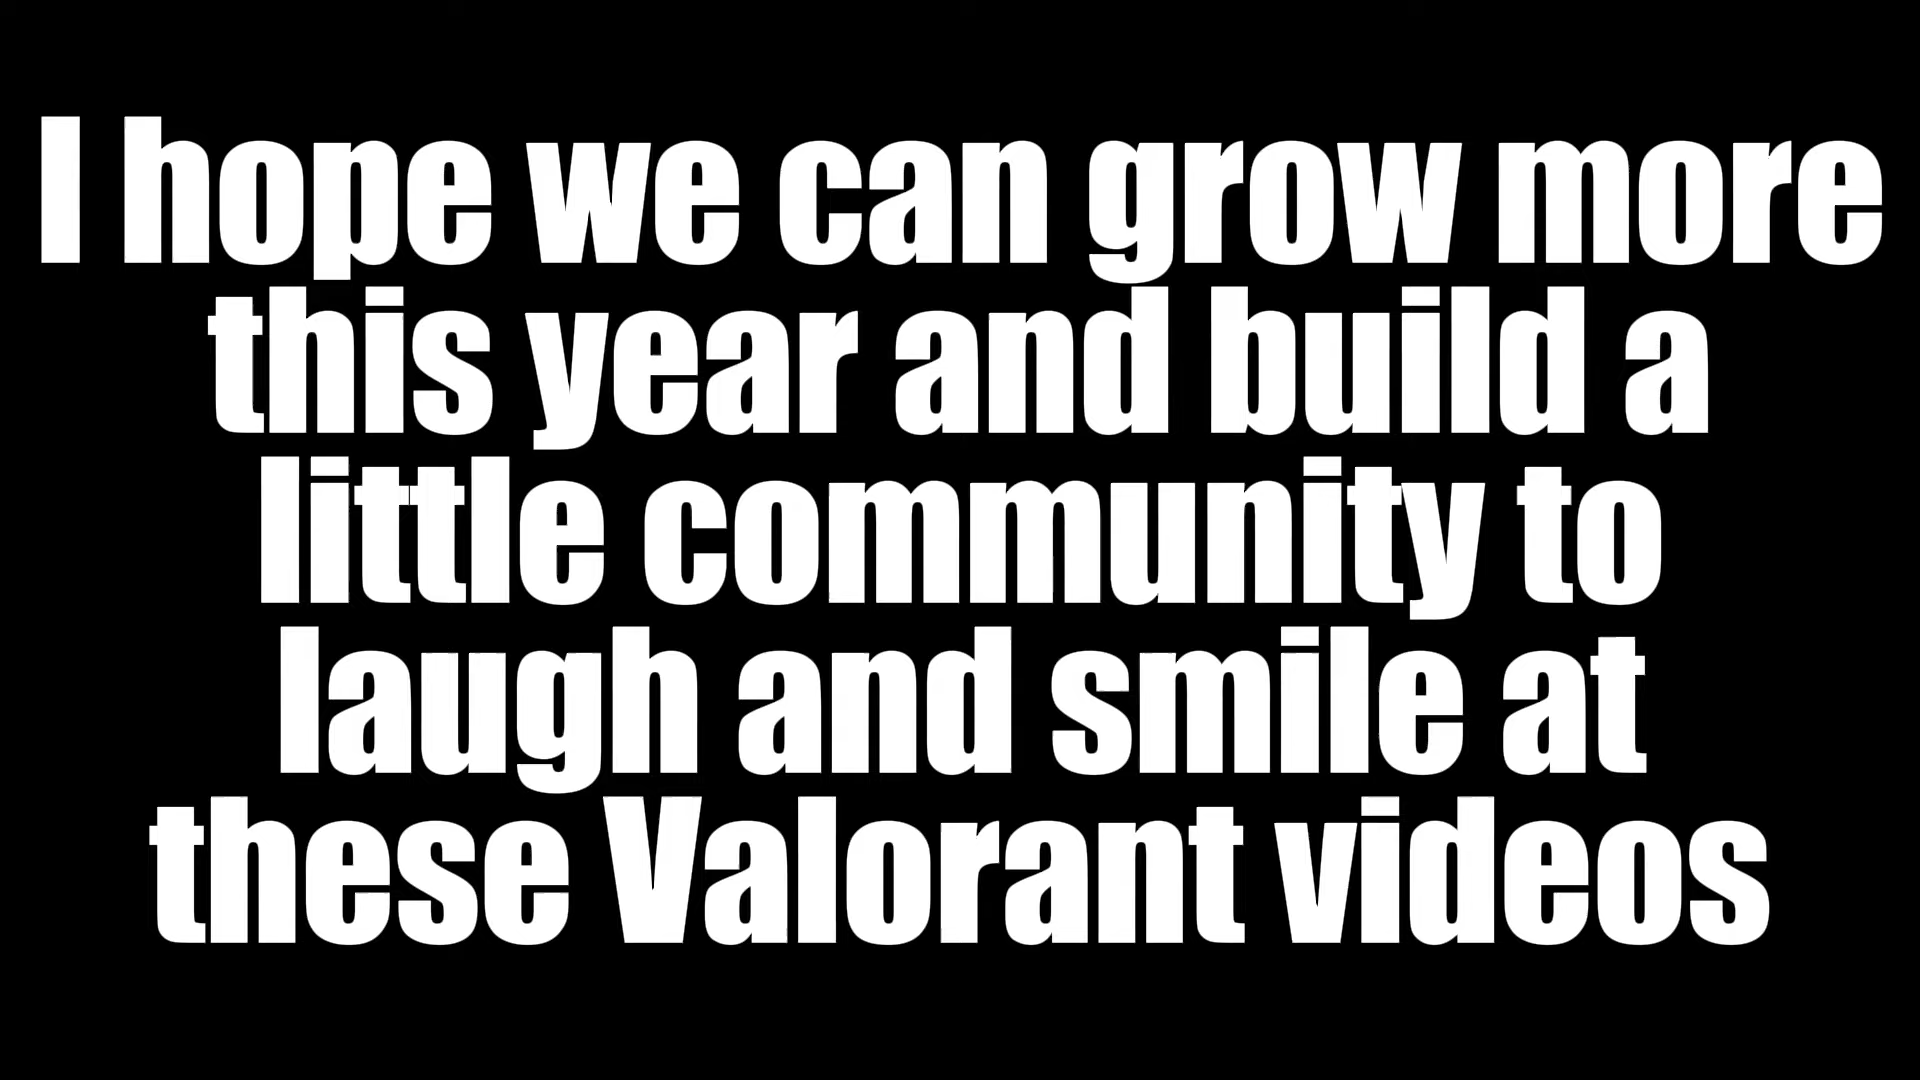 I hope we can grow more
this year and build a
little community to
laugh and smile at
these Valorant videos